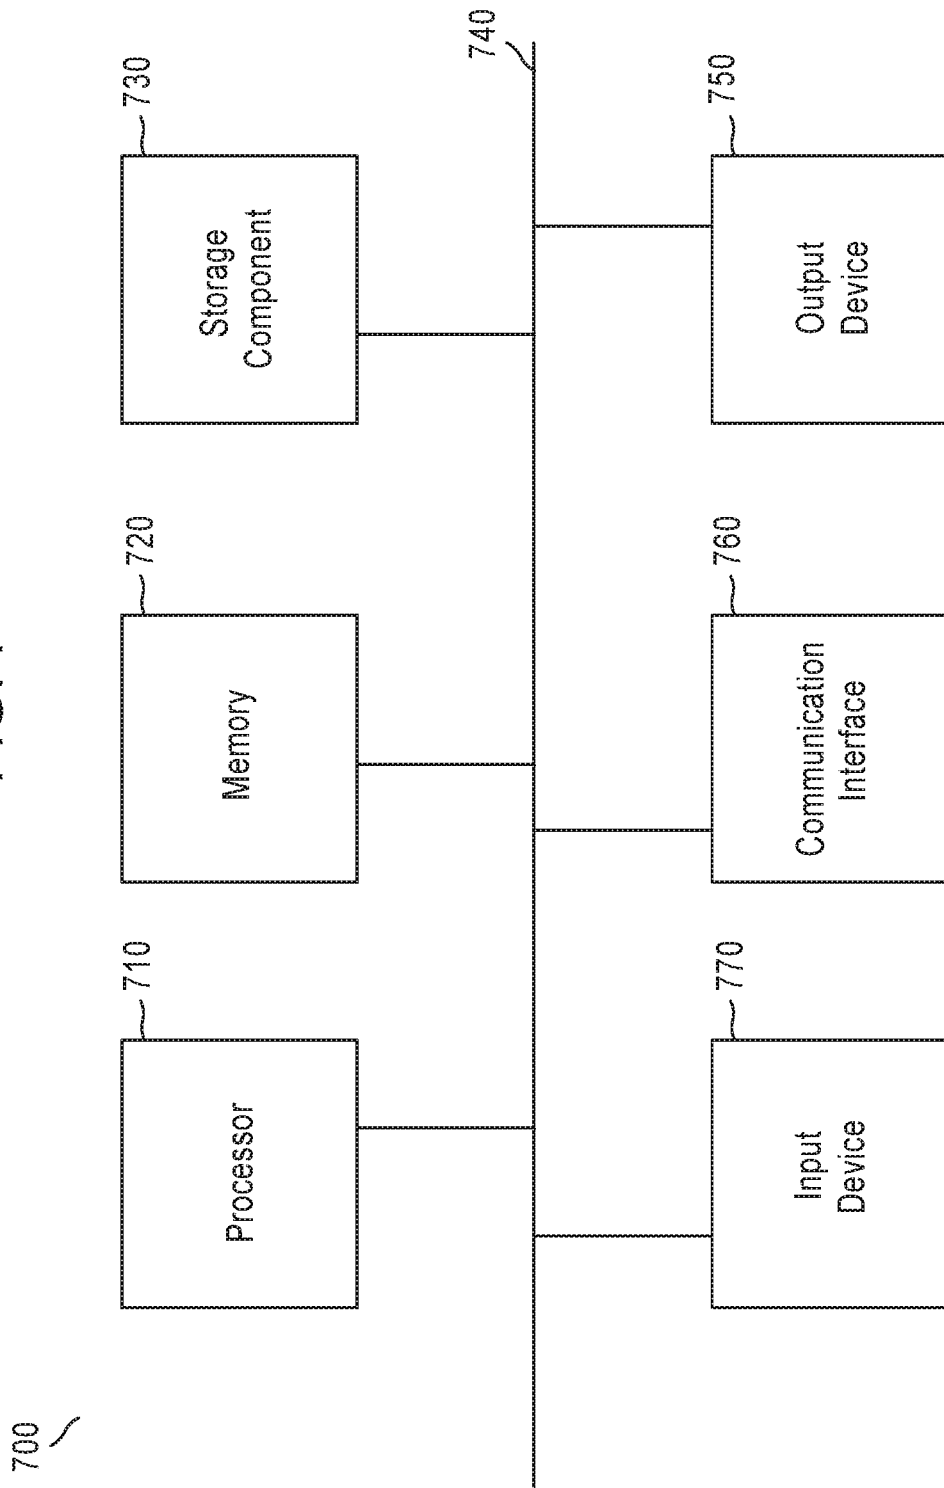 700
710
Processor
720
Memory
730
Storage
Component
740
770
Input
Device
760
Communication
Interface
750
Output
Device